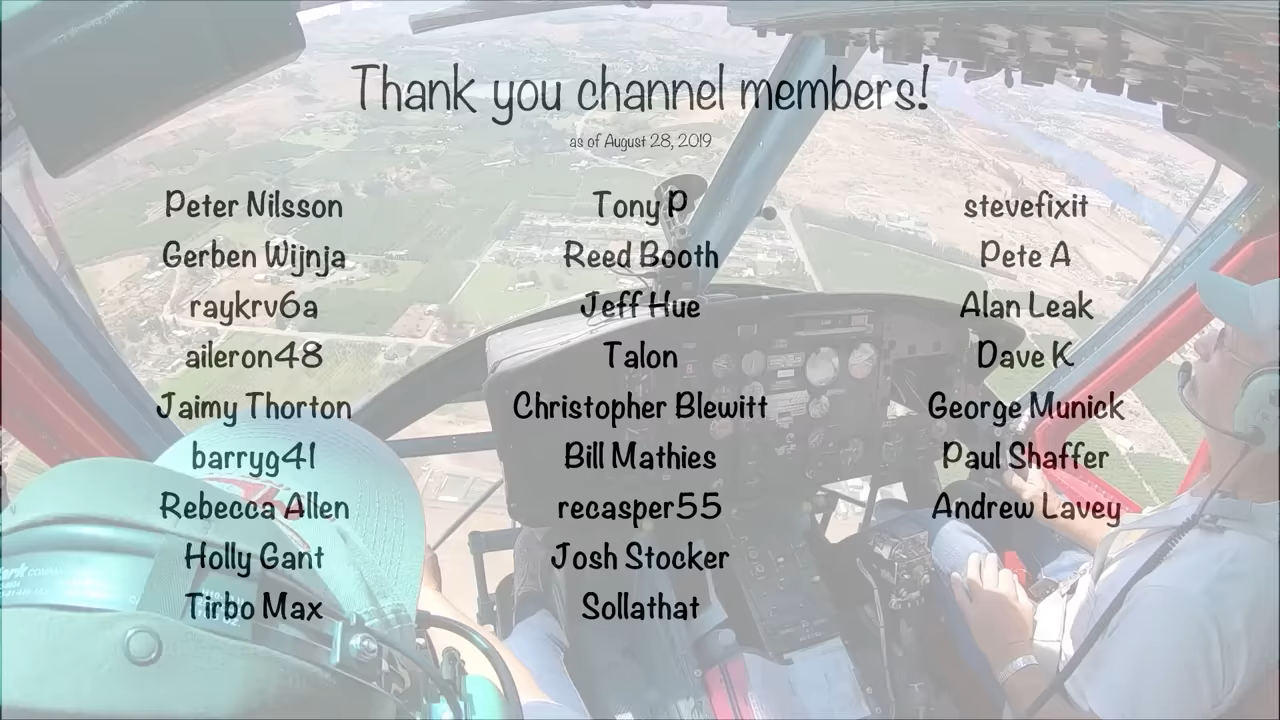 Thank you channel members!
as of August 28, 2019
Peter Nilsson
Gerben Wijnja
raykrv6a
aileron48
Jaimy Thorton
barryg41
Rebecca Allen
Holly Gant
Tirbo Max
Tony P
Reed Booth
Jeff Hue
Talon
Christopher Blewitt
Bill Mathies
recasper55
Josh Stocker
Sollathat
stevefixit
Pete A
Alan Leak
Dave K
George Munick
Paul Shaffer
Andrew Lavey